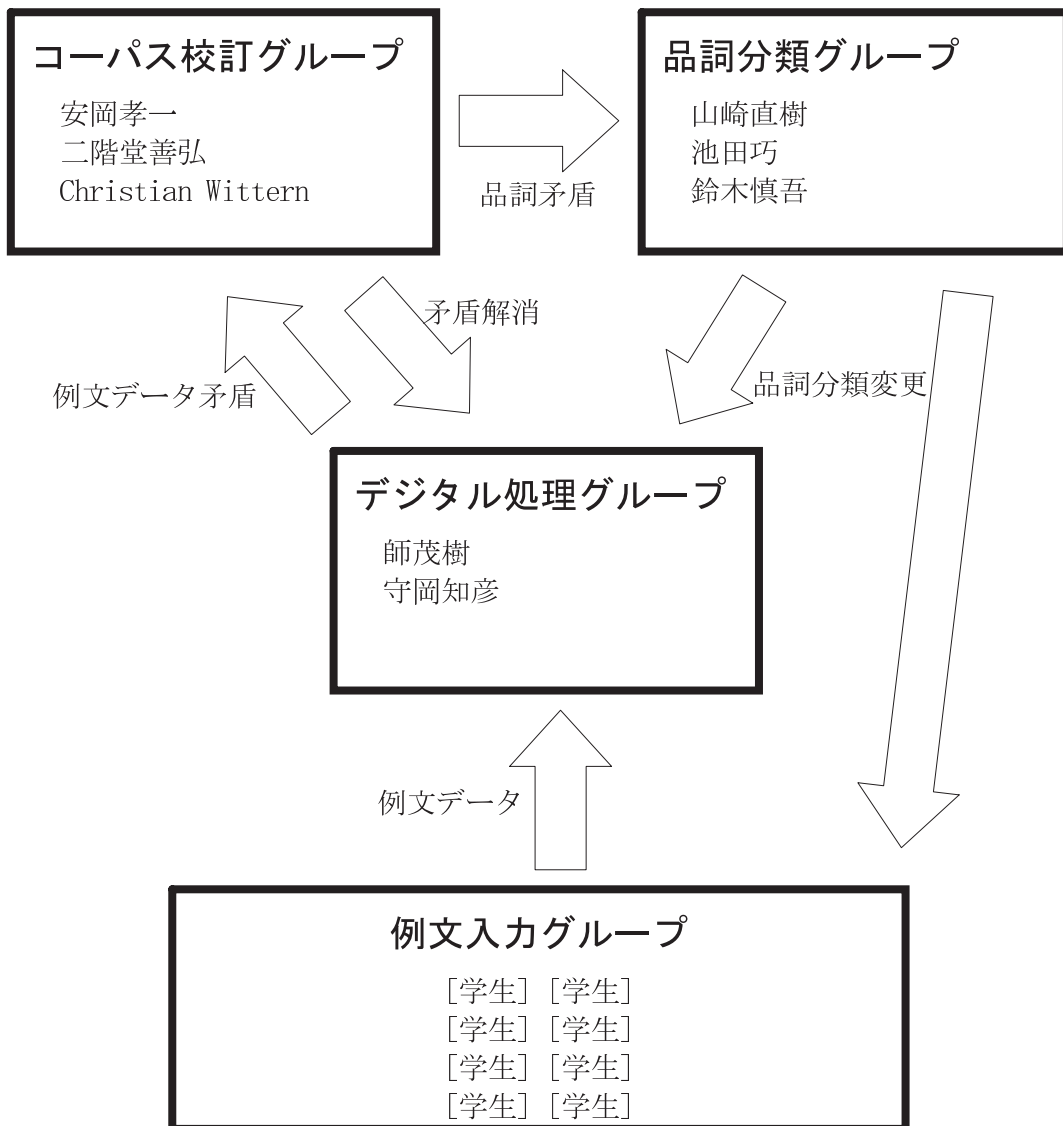 コーパス校訂グループ
安岡孝一
二階堂善弘
Christian Wittern
品詞矛盾
品詞分類グループ
山崎直樹
池田巧
鈴木慎吾
例文データ矛盾
矛盾解消
品詞分類変更
デジタル処理グループ
師茂樹
守岡知彦
例文データ
例文入力グループ
[学生] [学生]
[学生] [学生]
[学生] [学生]
[学生] [学生]